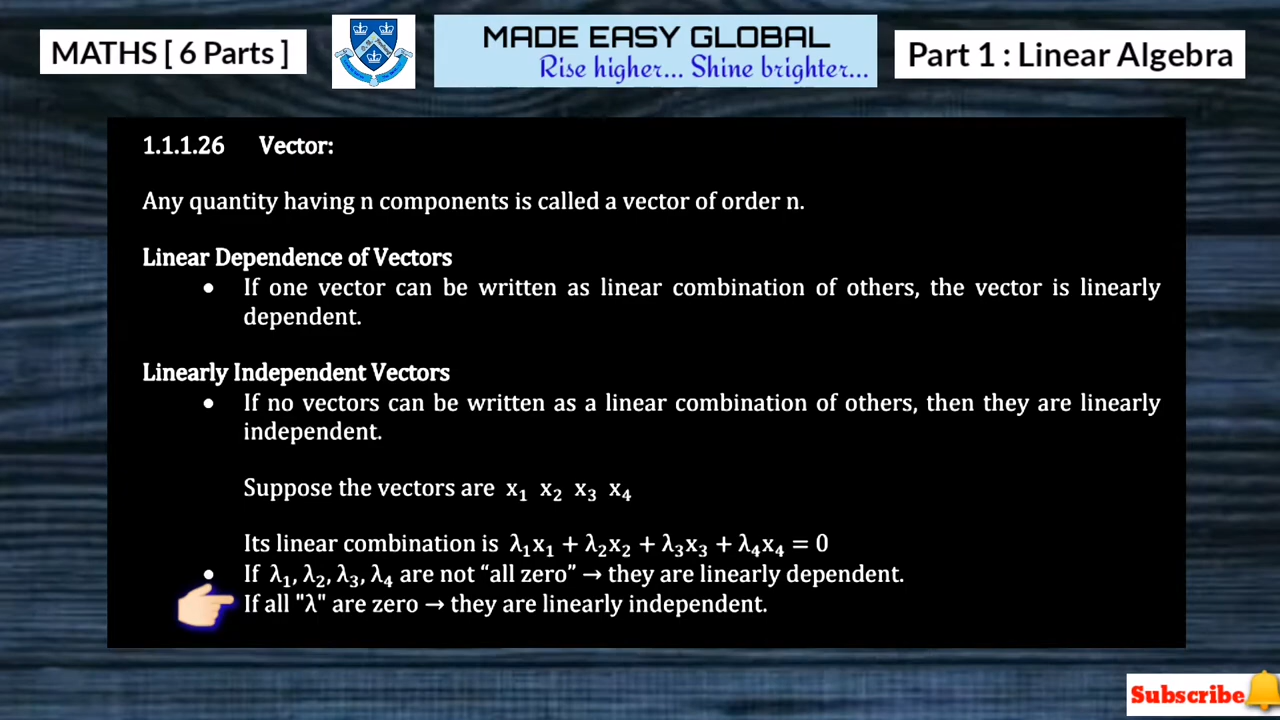 MATHS [ 6 Parts ]
MADE EASY GLOBAL
Rise higher... Shine brighter...
Part 1 : Linear Algebra
1.1.1.26 Vector:
Any quantity having n components is called a vector of order n.
Linear Dependence of Vectors
• If one vector can be written as linear combination of others, the vector is linearly
dependent.
Linearly Independent Vectors
• If no vectors can be written as a linear combination of others, then they are linearly
independent.
Suppose the vectors are x₁ x₂ x₃ x₄
Its linear combination is λ₁x₁ + λ₂x₂ + λ₃x₃ + λ₄x₄ = 0
• If λ₁, λ₂, λ₃, λ₄ are not “all zero” → they are linearly dependent.
If all "λ" are zero → they are linearly independent.
Subscribe